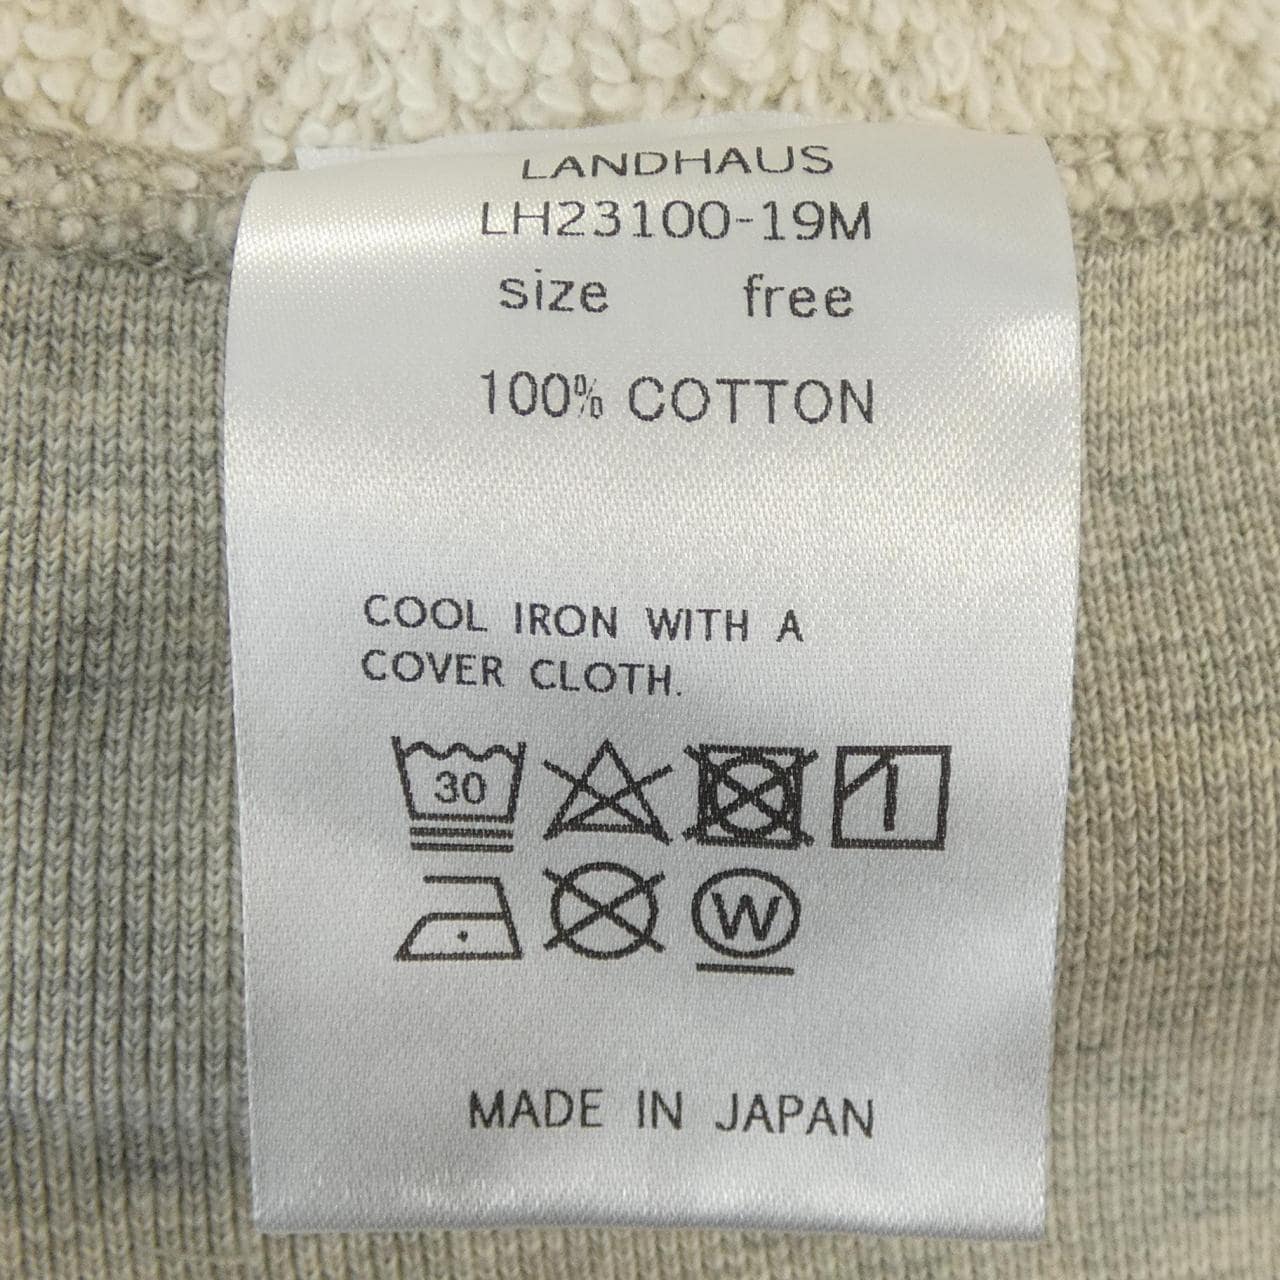 LANDHAUS
LH23100-19M
size free
100% COTTON
COOL IRON WITH A
COVER CLOTH.
30
W
MADE IN JAPAN